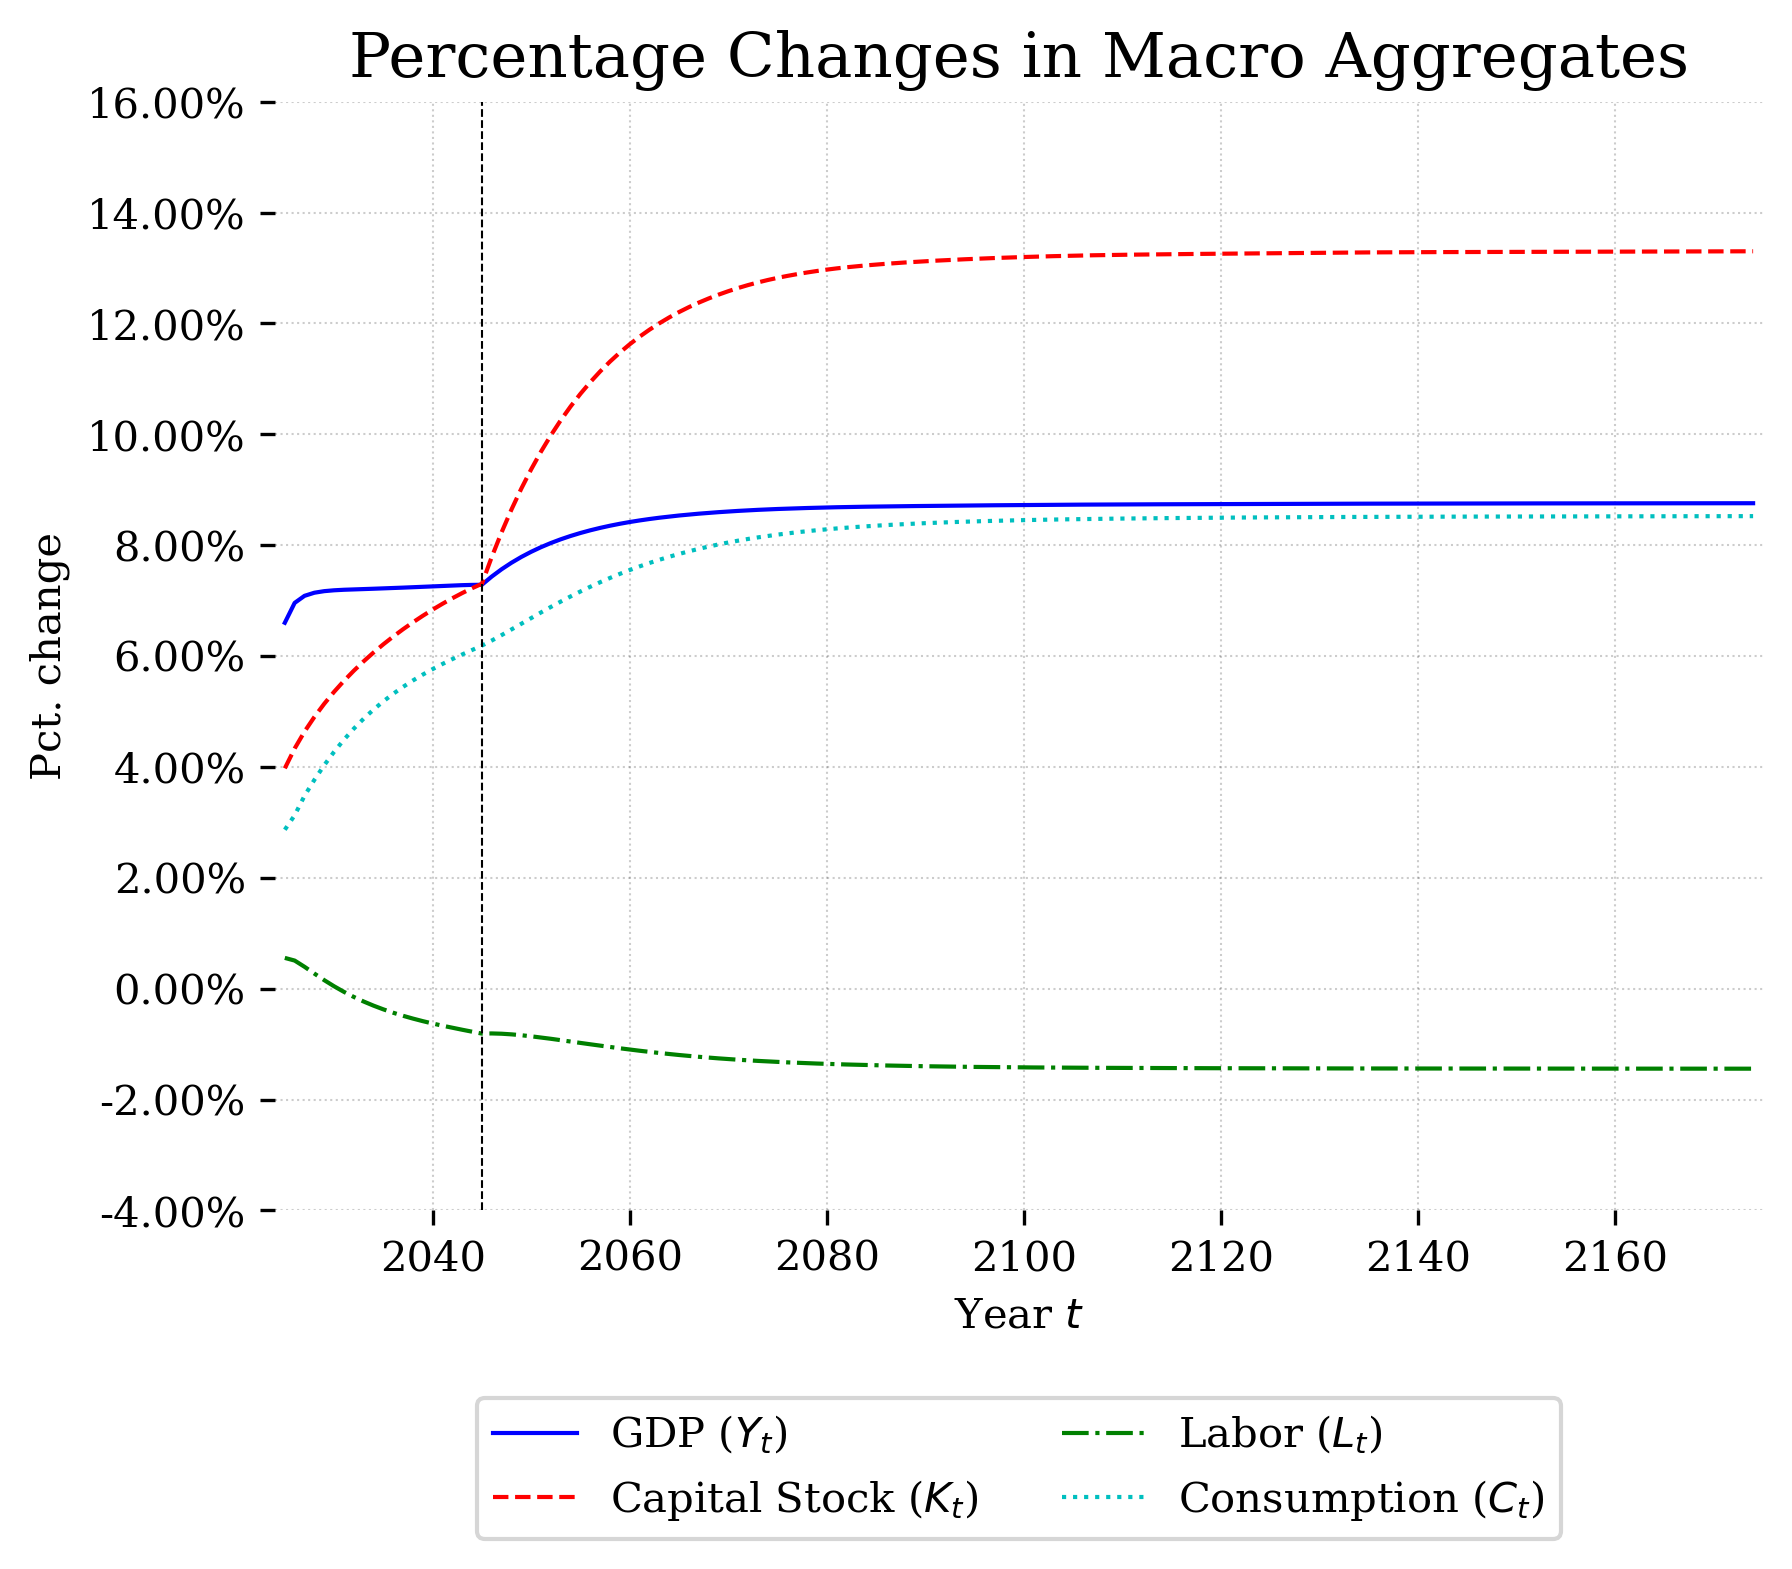 Percentage Changes in Macro Aggregates
16.00%
14.00%
12.00%
10.00%
8.00%
6.00%
4.00%
2.00%
0.00%
-2.00%
-4.00%
Pct. change
2040 2060 2080 2100 2120 2140 2160
Year t
GDP (Y_t) Labor (L_t)
Capital Stock (K_t) Consumption (C_t)